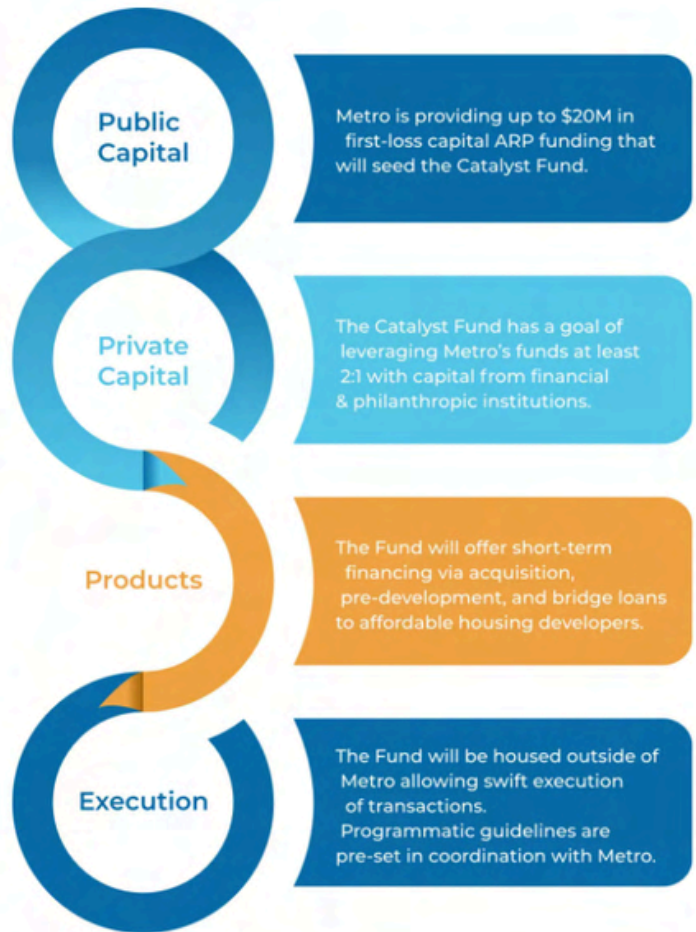 Public
Capital
Metro is providing up to $20M in
first-loss capital ARP funding that
will seed the Catalyst Fund.
Private
Capital
The Catalyst Fund has a goal of
leveraging Metro's funds at least
2:1 with capital from financial
& philanthropic institutions.
Products
The Fund will offer short-term
financing via acquisition,
pre-development, and bridge loans
to affordable housing developers.
Execution
The Fund will be housed outside of
Metro allowing swift execution
of transactions.
Programmatic guidelines are
pre-set in coordination with Metro.